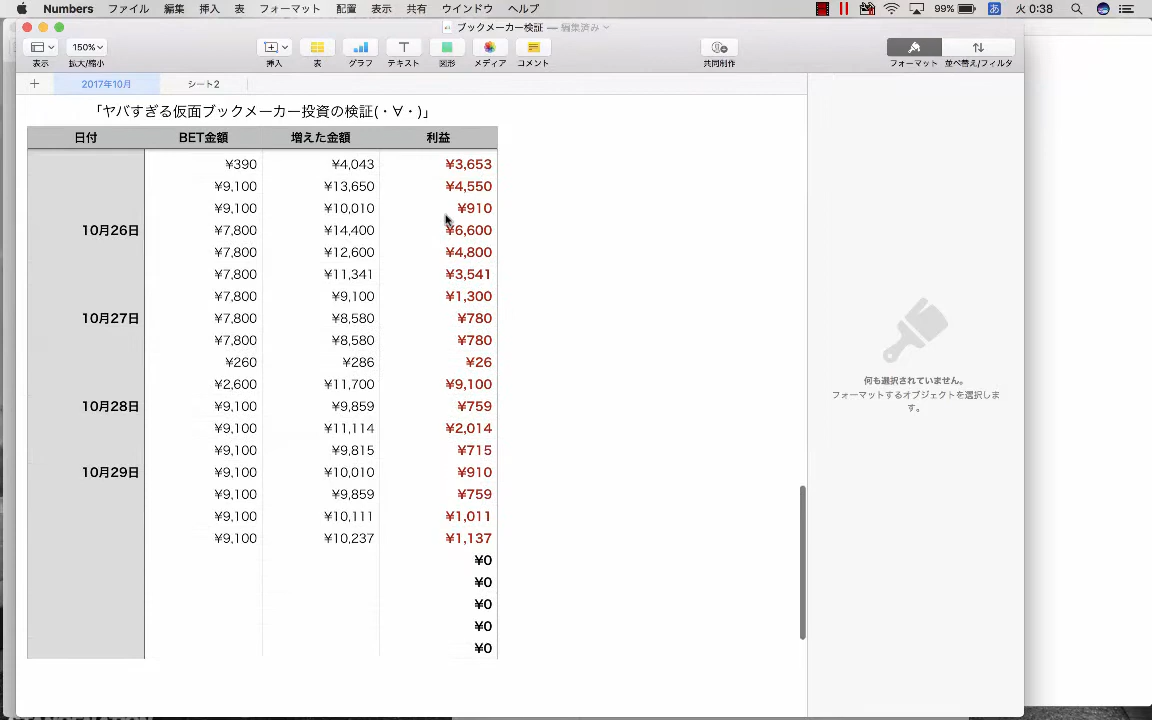 Numbers ファイル 編集 挿入 表 フォーマット 配置 表示 共有 ウインドウ ヘルプ 99% あ 火 0:38
ブックメーカー検証 — 編集済み
150%
表示 拡大/縮小 挿入 表 グラフ テキスト 図形 メディア コメント 共同制作 フォーマット 並べ替え/フィルタ
2017年10月 シート2
「ヤバすぎる仮面ブックメーカー投資の検証(・∀・)」
日付 BET金額 増えた金額 利益
¥390 ¥4,043 ¥3,653
¥9,100 ¥13,650 ¥4,550
¥9,100 ¥10,010 ¥910
10月26日 ¥7,800 ¥14,400 ¥6,600
¥7,800 ¥12,600 ¥4,800
¥7,800 ¥11,341 ¥3,541
¥7,800 ¥9,100 ¥1,300
10月27日 ¥7,800 ¥8,580 ¥780
¥7,800 ¥8,580 ¥780
¥260 ¥286 ¥26
¥2,600 ¥11,700 ¥9,100
10月28日 ¥9,100 ¥9,859 ¥759
¥9,100 ¥11,114 ¥2,014
¥9,100 ¥9,815 ¥715
10月29日 ¥9,100 ¥10,010 ¥910
¥9,100 ¥9,859 ¥759
¥9,100 ¥10,111 ¥1,011
¥9,100 ¥10,237 ¥1,137
¥0
¥0
¥0
¥0
¥0
何も選択されていません。
フォーマットするオブジェクトを選択しま
す。